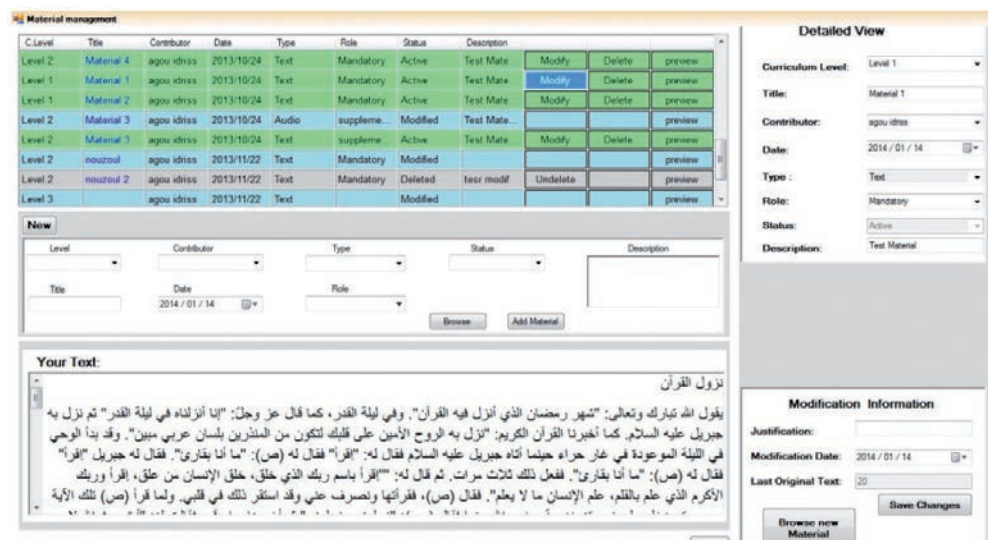 Material management
C.Level Title Contributor Date Type Role Status Description
Level 2 Material 4 agou idriss 2013/10/24 Text Mandatory Active Test Mate... Modify Delete preview
Level 1 Material 1 agou idriss 2013/10/24 Text Mandatory Active Test Mate... Modify Delete preview
Level 1 Material 2 agou idriss 2013/10/24 Text Mandatory Active Test Mate... Modify Delete preview
Level 2 Material 3 agou idriss 2013/10/24 Audio suppleme... Modified Test Mate... preview
Level 2 Material 3 agou idriss 2013/10/24 Text suppleme... Active Test Mate... Modify Delete preview
Level 2 nouzoul agou idriss 2013/11/22 Text Mandatory Modified preview
Level 2 nouzoul 2 agou idriss 2013/11/22 Text Mandatory Deleted tesr modif Undelete preview
Level 3 agou idriss 2013/11/22 Text Modified preview
New
Level Contributor Type Status Description
Title Date Role
2014 / 01 / 14
Browse Add Material
Your Text:
نزول القرآن
يقول الله تبارك وتعالى: "شهر رمضان الذي أنزل فيه القرآن". وفي ليلة القدر، كما قال عز وجلّ: "إنا أنزلناه في ليلة القدر" ثم نزل به
جبريل عليه السلام. كما أخبرنا القرآن الكريم: "نزل به الروح الأمين على قلبك لتكون من المنذرين بلسان عربي مبين". وقد بدأ الوحي
في الليلة الموعودة في غار حراء حينما أتاه جبريل عليه السلام فقال له: "إقرأ" فقال له (ص): "ما أنا بقارئ". فقال له جبريل "إقرأ"
فقال له (ص): "ما أنا بقارئ". ففعل ذلك ثلاث مرات. ثم قال له: ""إقرأ باسم ربك الذي خلق، خلق الإنسان من علق، إقرأ وربك
الأكرم الذي علم بالقلم، علم الإنسان ما لا يعلم". فقال (ص)، فقرأتها ونصرف عني وقد استقر ذلك في قلبي. ولما قرأ (ص) تلك الآية
Detailed View
Curriculum Level: Level 1
Title: Material 1
Contributor: agou idriss
Date: 2014 / 01 / 14
Type : Text
Role: Mandatory
Status: Active
Description: Test Material
Modification Information
Justification:
Modification Date: 2014 / 01 / 14
Last Original Text: 20
Save Changes
Browse new
Material